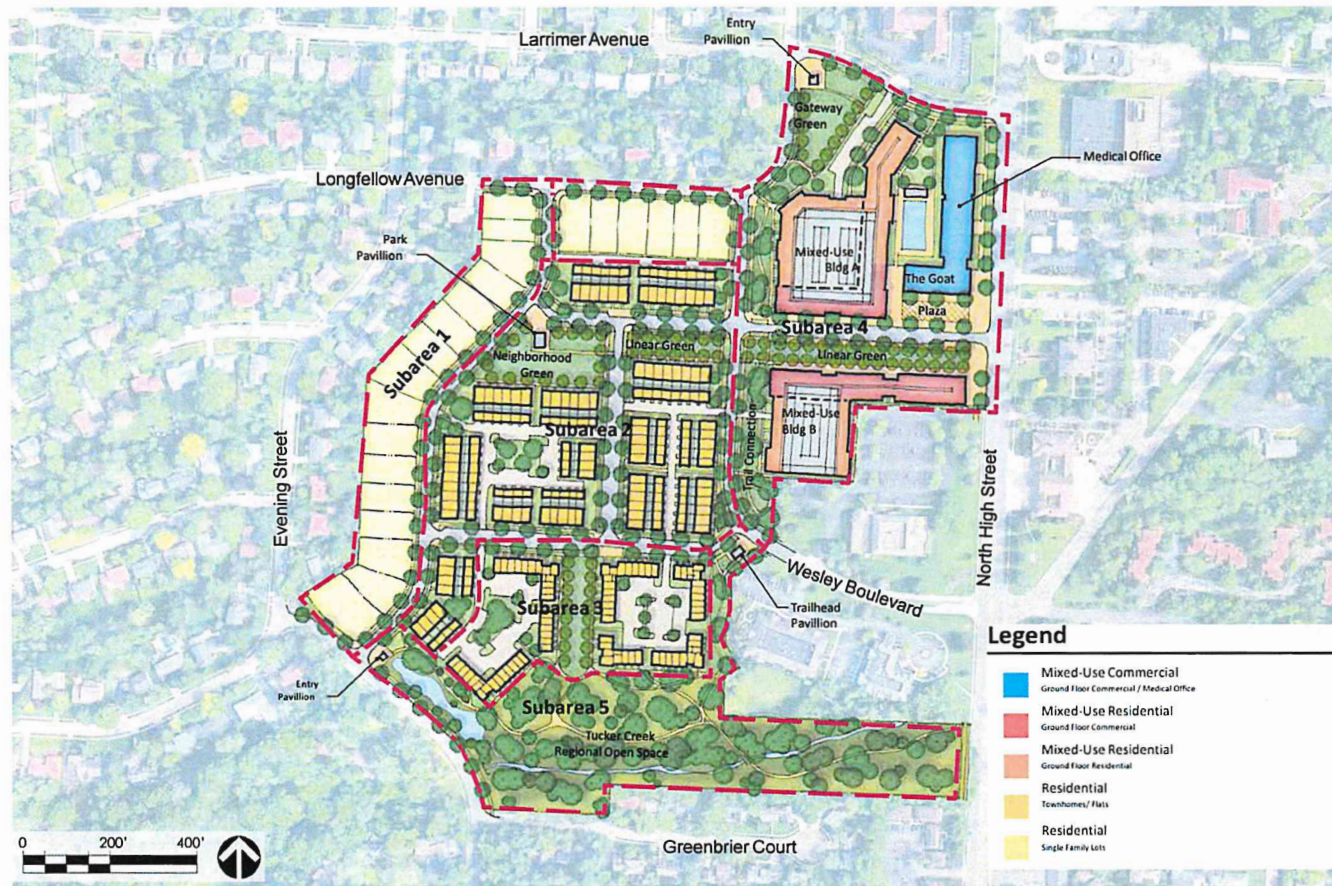 Larrimer Avenue
Entry
Pavillion
Gateway
Green
Medical Office
Longfellow Avenue
Park
Pavillion
Mixed-Use
Bldg A
The Goat
Plaza
Subarea 4
Subarea 1
Linear Green
Linear Green
Neighborhood
Green
Mixed-Use
Bldg B
Subarea 2
Trail Connection
Evening Street
North High Street
Wesley Boulevard
Subarea 3
Trailhead
Pavillion
Entry
Pavillion
Subarea 5
Tucker Creek
Regional Open Space
Greenbrier Court
0 200' 400'
Legend
Mixed-Use Commercial
Ground Floor Commercial / Medical Office
Mixed-Use Residential
Ground Floor Commercial
Mixed-Use Residential
Ground Floor Residential
Residential
Townhomes/ Flats
Residential
Single Family Lots